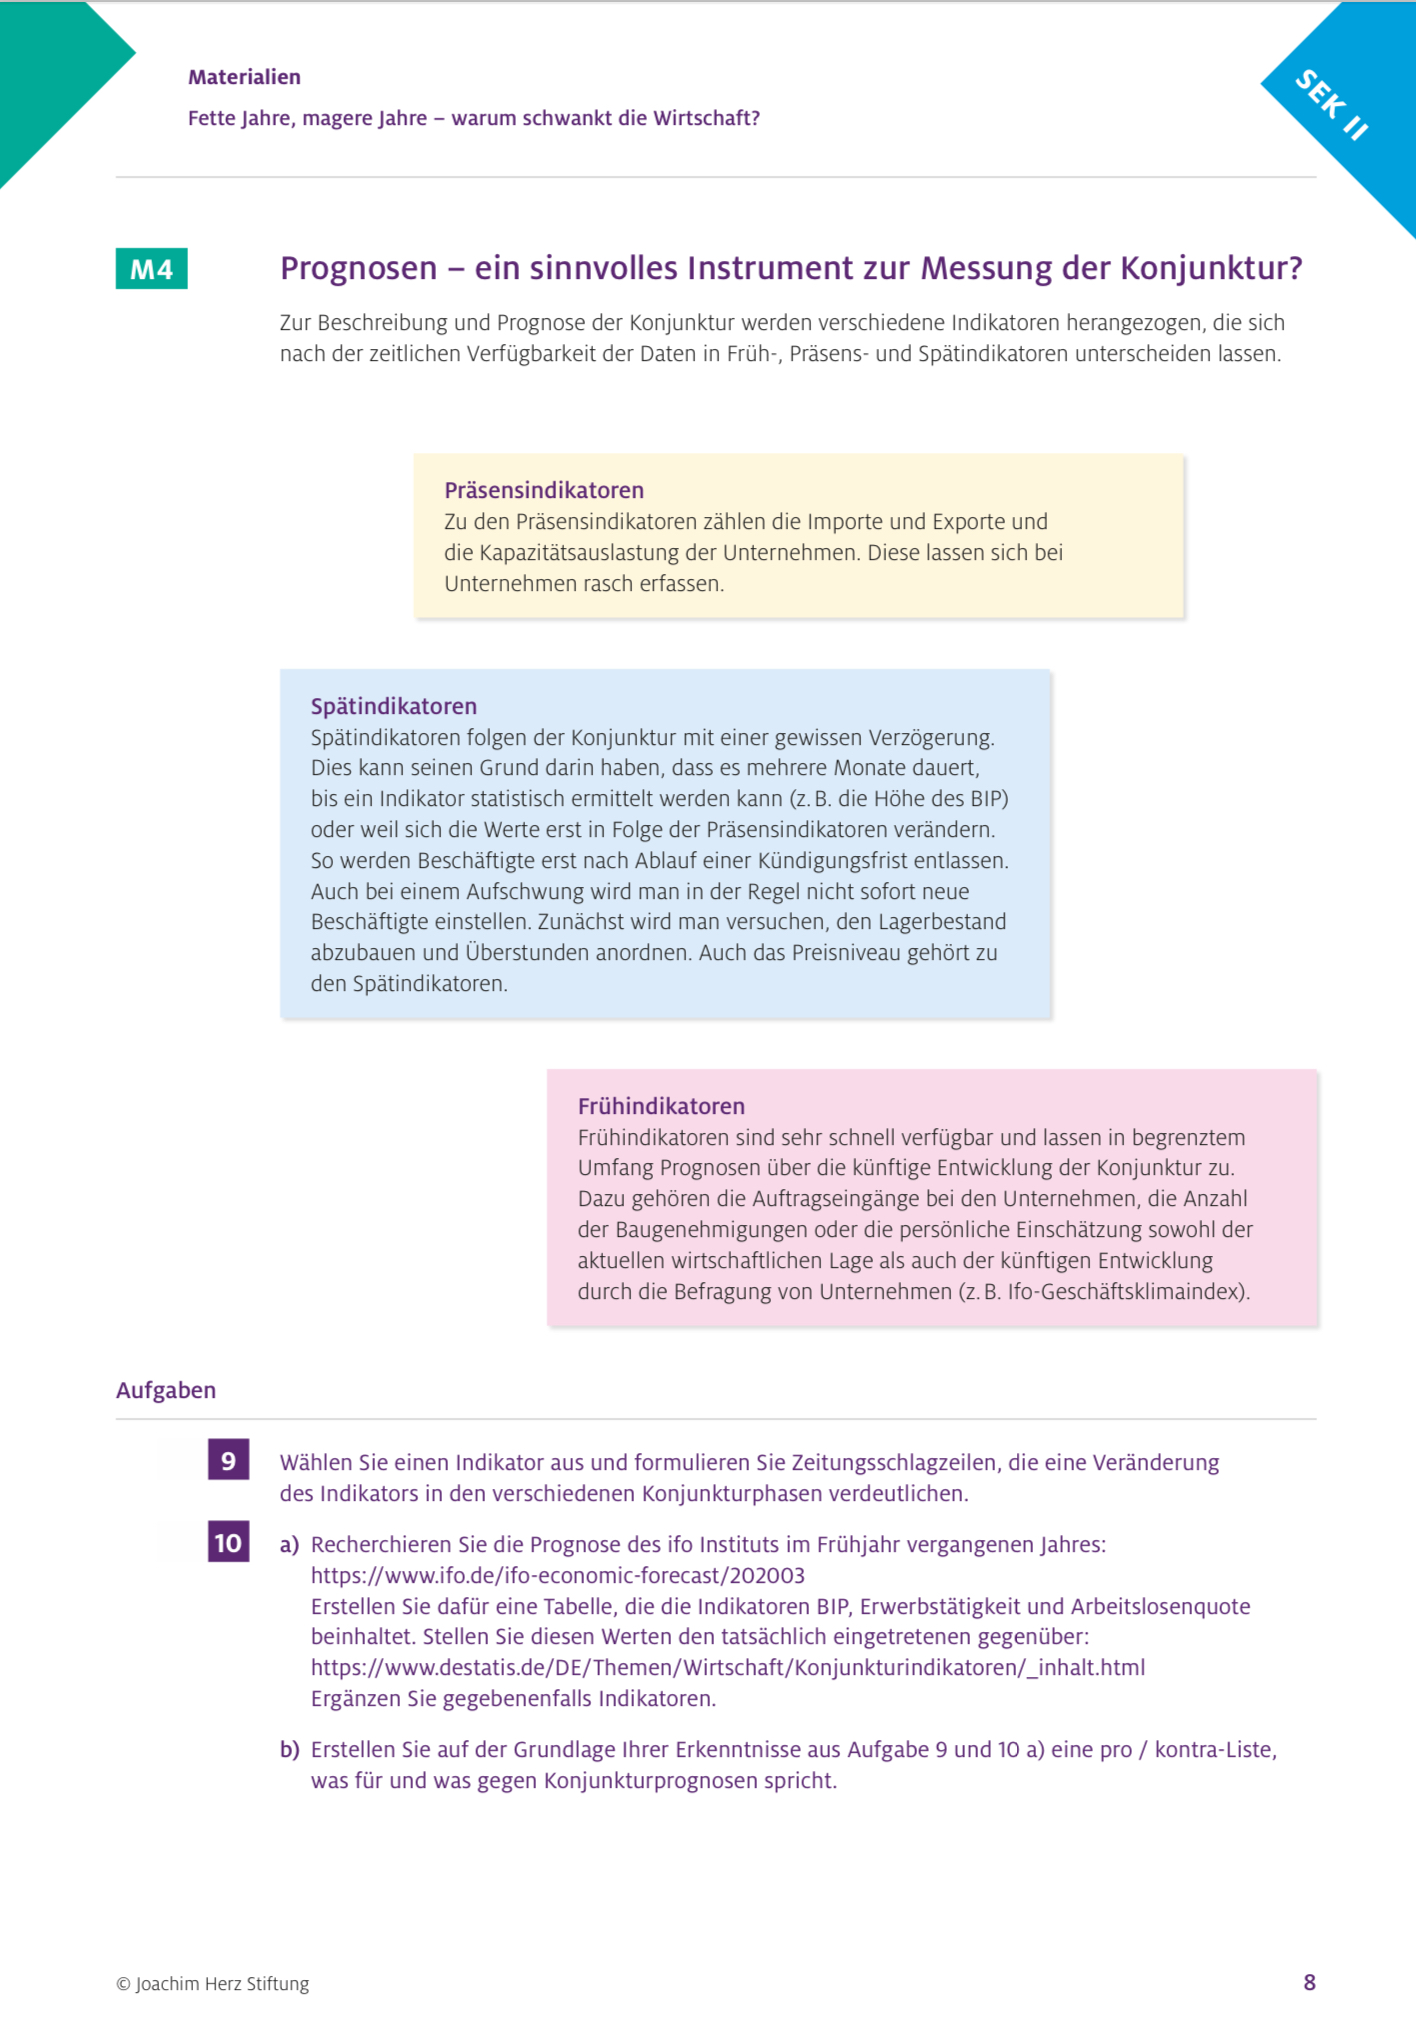 Materialien
Fette Jahre, magere Jahre – warum schwankt die Wirtschaft?
SEK II
M4
Prognosen – ein sinnvolles Instrument zur Messung der Konjunktur?
Zur Beschreibung und Prognose der Konjunktur werden verschiedene Indikatoren herangezogen, die sich
nach der zeitlichen Verfügbarkeit der Daten in Früh-, Präsens- und Spätindikatoren unterscheiden lassen.
Präsensindikatoren
Zu den Präsensindikatoren zählen die Importe und Exporte und
die Kapazitätsauslastung der Unternehmen. Diese lassen sich bei
Unternehmen rasch erfassen.
Spätindikatoren
Spätindikatoren folgen der Konjunktur mit einer gewissen Verzögerung.
Dies kann seinen Grund darin haben, dass es mehrere Monate dauert,
bis ein Indikator statistisch ermittelt werden kann (z. B. die Höhe des BIP)
oder weil sich die Werte erst in Folge der Präsensindikatoren verändern.
So werden Beschäftigte erst nach Ablauf einer Kündigungsfrist entlassen.
Auch bei einem Aufschwung wird man in der Regel nicht sofort neue
Beschäftigte einstellen. Zunächst wird man versuchen, den Lagerbestand
abzubauen und Überstunden anordnen. Auch das Preisniveau gehört zu
den Spätindikatoren.
Frühindikatoren
Frühindikatoren sind sehr schnell verfügbar und lassen in begrenztem
Umfang Prognosen über die künftige Entwicklung der Konjunktur zu.
Dazu gehören die Auftragseingänge bei den Unternehmen, die Anzahl
der Baugenehmigungen oder die persönliche Einschätzung sowohl der
aktuellen wirtschaftlichen Lage als auch der künftigen Entwicklung
durch die Befragung von Unternehmen (z. B. Ifo-Geschäftsklimaindex).
Aufgaben
9 Wählen Sie einen Indikator aus und formulieren Sie Zeitungsschlagzeilen, die eine Veränderung
des Indikators in den verschiedenen Konjunkturphasen verdeutlichen.
10 a) Recherchieren Sie die Prognose des ifo Instituts im Frühjahr vergangenen Jahres:
https://www.ifo.de/ifo-economic-forecast/202003
Erstellen Sie dafür eine Tabelle, die die Indikatoren BIP, Erwerbstätigkeit und Arbeitslosenquote
beinhaltet. Stellen Sie diesen Werten den tatsächlich eingetretenen gegenüber:
https://www.destatis.de/DE/Themen/Wirtschaft/Konjunkturindikatoren/_inhalt.html
Ergänzen Sie gegebenenfalls Indikatoren.
b) Erstellen Sie auf der Grundlage Ihrer Erkenntnisse aus Aufgabe 9 und 10 a) eine pro / kontra-Liste,
was für und was gegen Konjunkturprognosen spricht.
© Joachim Herz Stiftung
8